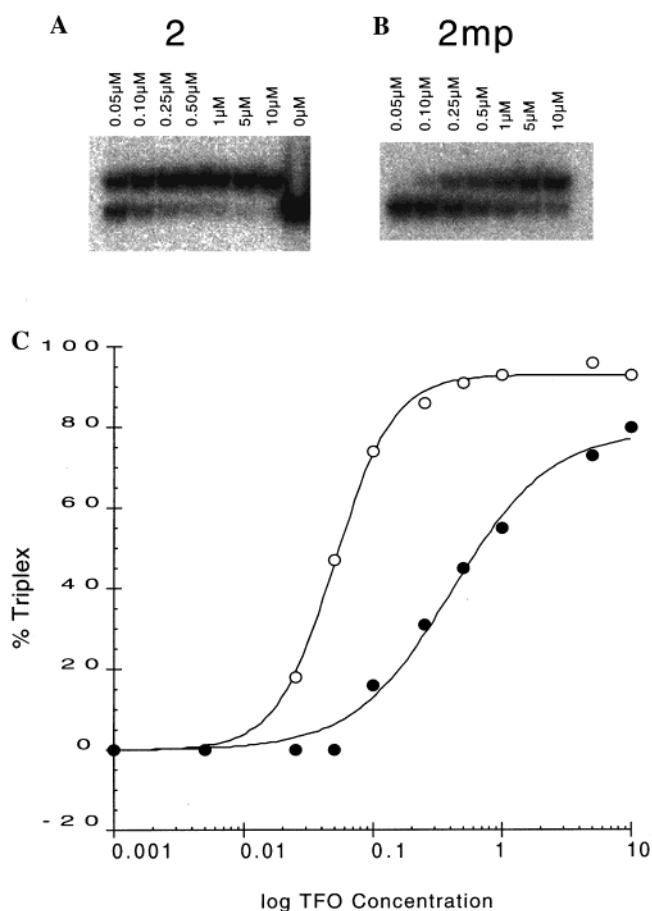 A
2
0.05µM
0.10µM
0.25µM
0.50µM
1µM
5µM
10µM
0µM
B
2mp
0.05µM
0.10µM
0.25µM
0.5µM
1µM
5µM
10µM
C
100
80
60
40
20
0
-20
% Triplex
0.001
0.01
0.1
1
10
log TFO Concentration